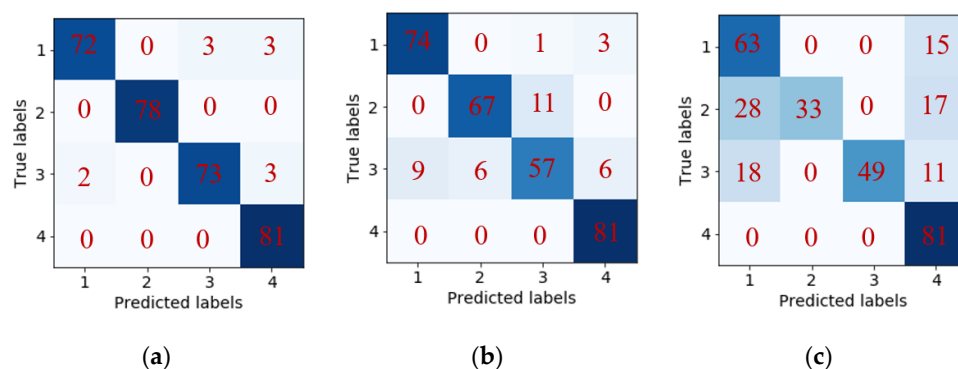 True labels
1 72 0 3 3
2 0 78 0 0
3 2 0 73 3
4 0 0 0 81
1 2 3 4
Predicted labels
(a)
True labels
1 74 0 1 3
2 0 67 11 0
3 9 6 57 6
4 0 0 0 81
1 2 3 4
Predicted labels
(b)
True labels
1 63 0 0 15
2 28 33 0 17
3 18 0 49 11
4 0 0 0 81
1 2 3 4
Predicted labels
(c)